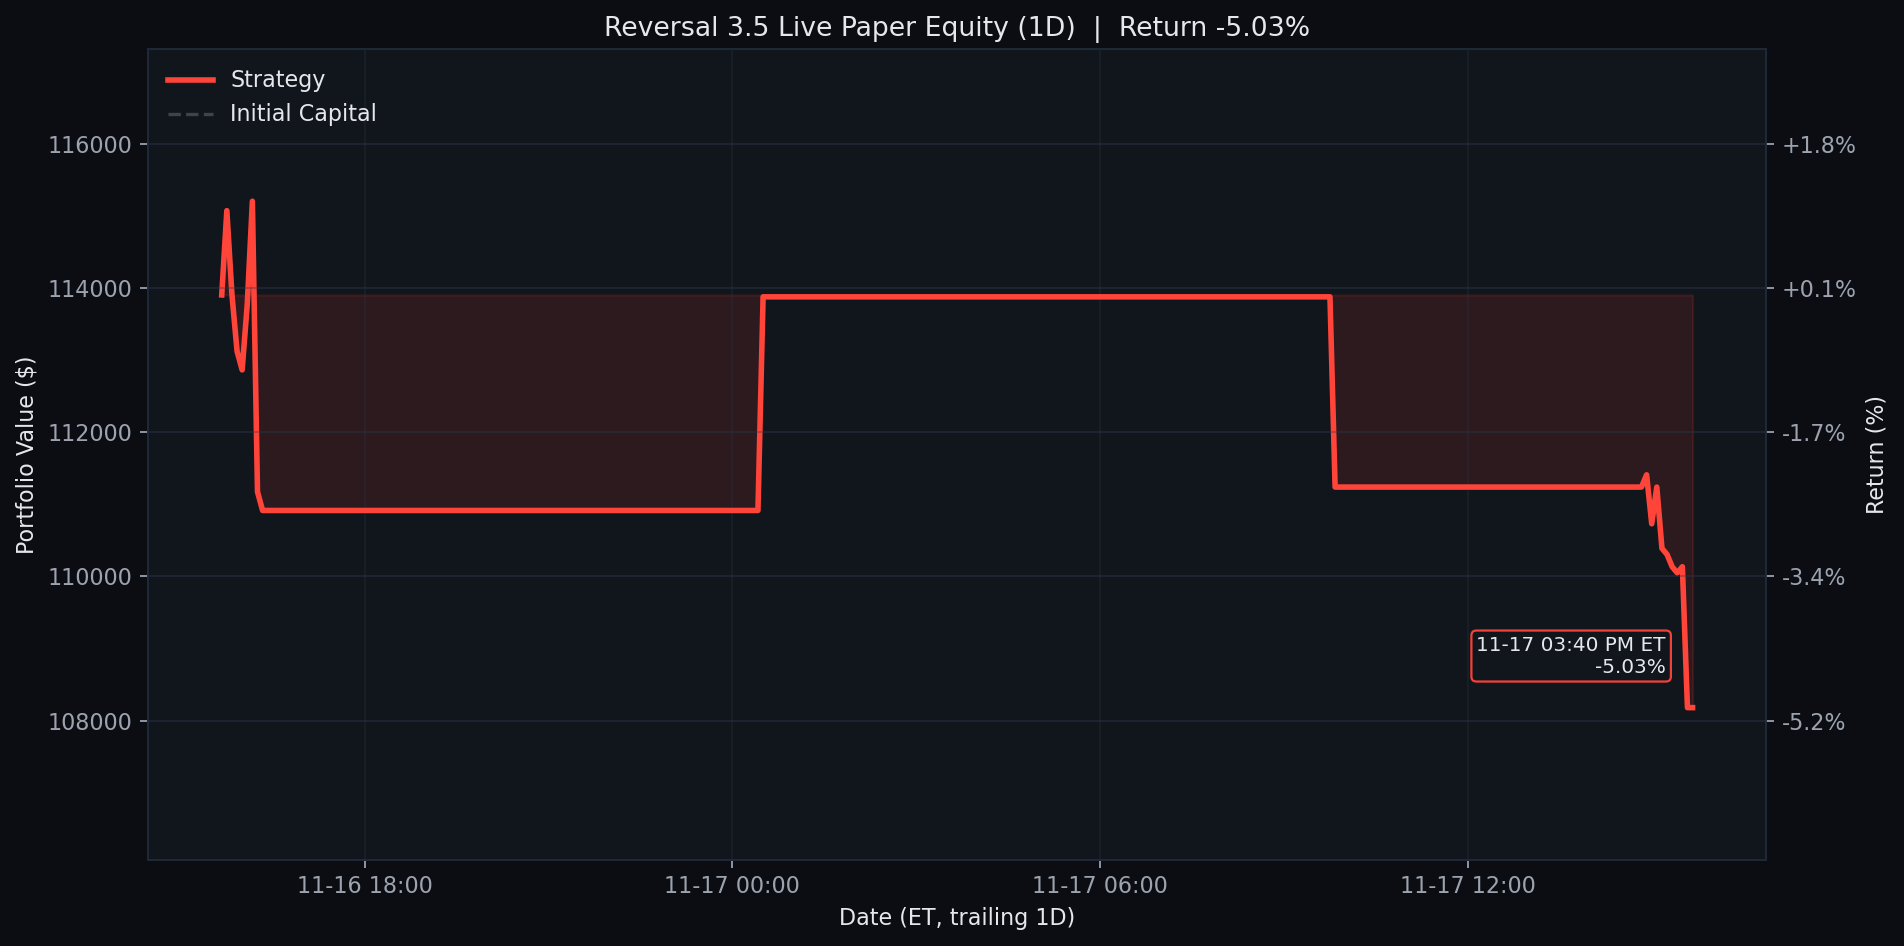 Reversal 3.5 Live Paper Equity (1D) | Return -5.03%
Strategy
Initial Capital
116000
114000
112000
110000
108000
Portfolio Value ($)
+1.8%
+0.1%
-1.7%
-3.4%
-5.2%
Return (%)
11-17 03:40 PM ET
-5.03%
11-16 18:00
11-17 00:00
11-17 06:00
11-17 12:00
Date (ET, trailing 1D)